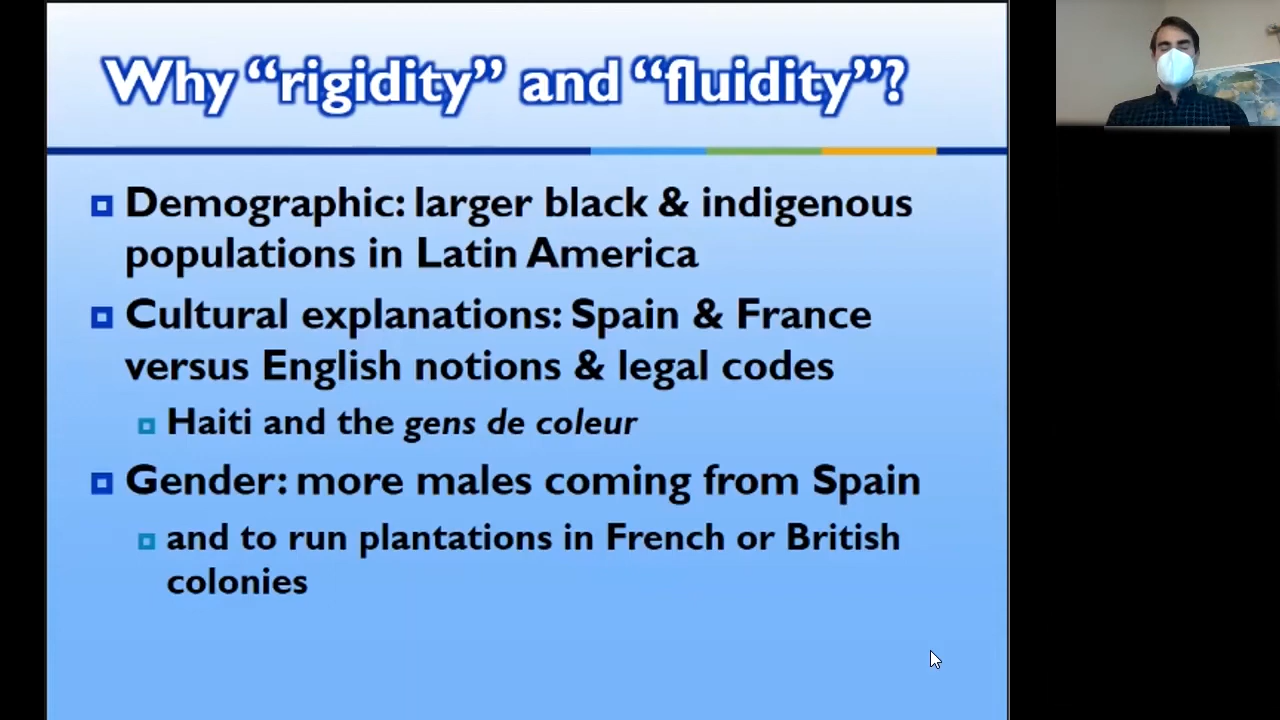 Why “rigidity” and “fluidity”?
Demographic: larger black & indigenous
populations in Latin America
Cultural explanations: Spain & France
versus English notions & legal codes
Haiti and the gens de coleur
Gender: more males coming from Spain
and to run plantations in French or British
colonies